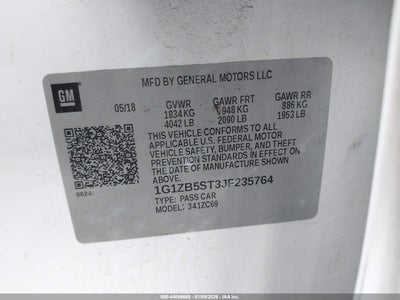 MFD BY GENERAL MOTORS LLC
GM
05/18 GVWR GAWR FRT GAWR RR
1834 KG 948 KG 886 KG
4042 LB 2090 LB 1953 LB
THIS VEHICLE CONFORMS TO ALL
APPLICABLE U.S. FEDERAL MOTOR
VEHICLE SAFETY, BUMPER, AND THEFT
PREVENTION STANDARDS IN EFFECT ON THE
DATE OF MANUFACTURE SHOWN ABOVE.
8624
1G1ZB5ST3JF235764
TYPE: PASS CAR
MODEL: 341ZC69